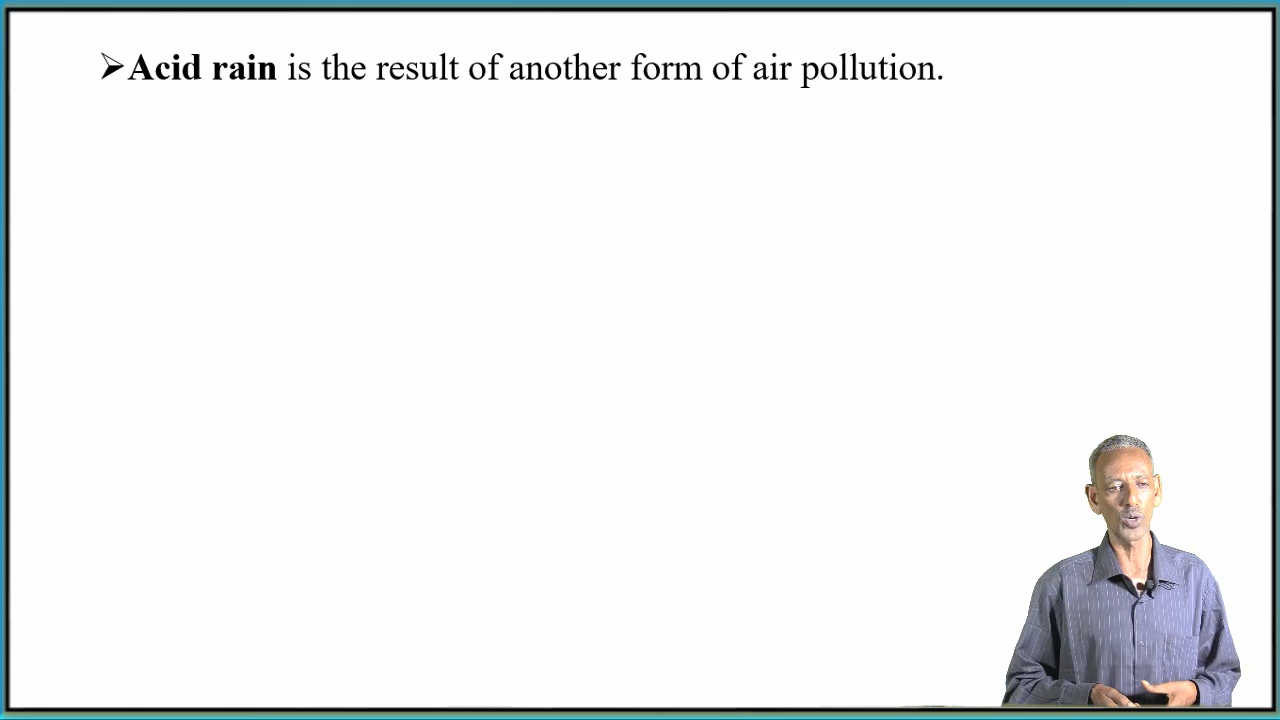 ➢Acid rain is the result of another form of air pollution.